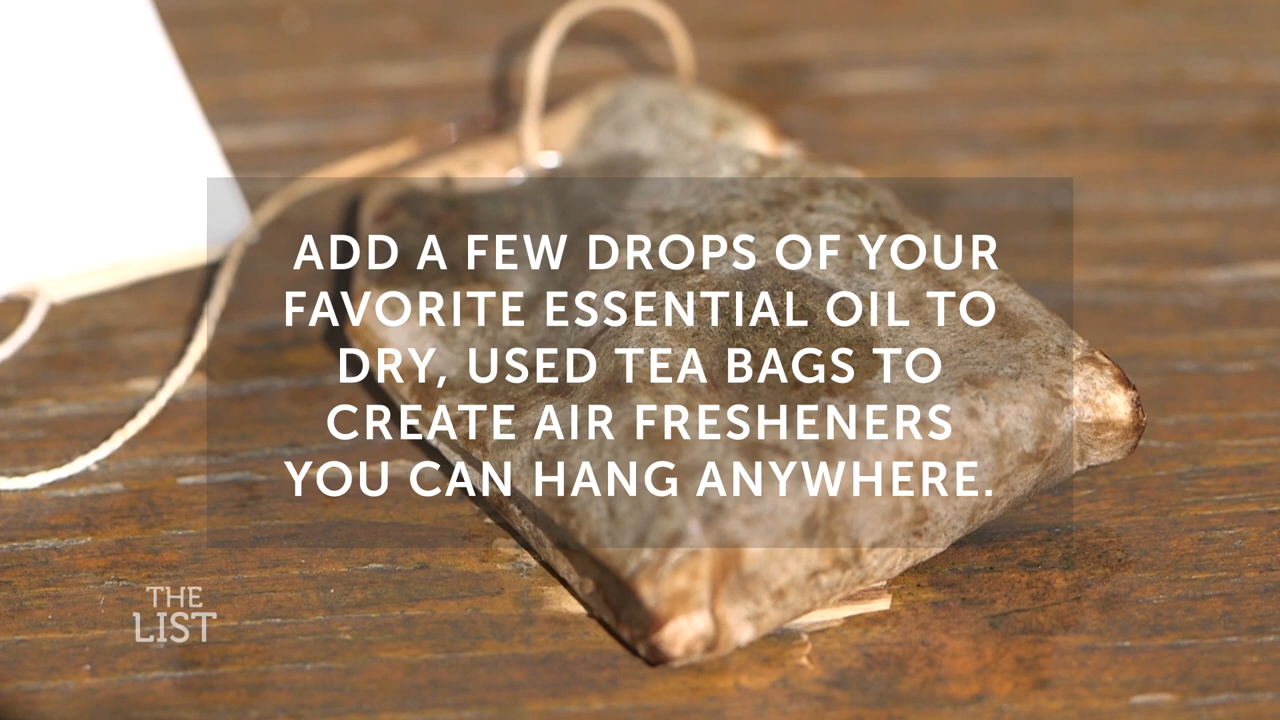 ADD A FEW DROPS OF YOUR
FAVORITE ESSENTIAL OIL TO
DRY, USED TEA BAGS TO
CREATE AIR FRESHENERS
YOU CAN HANG ANYWHERE.
THE
LIST